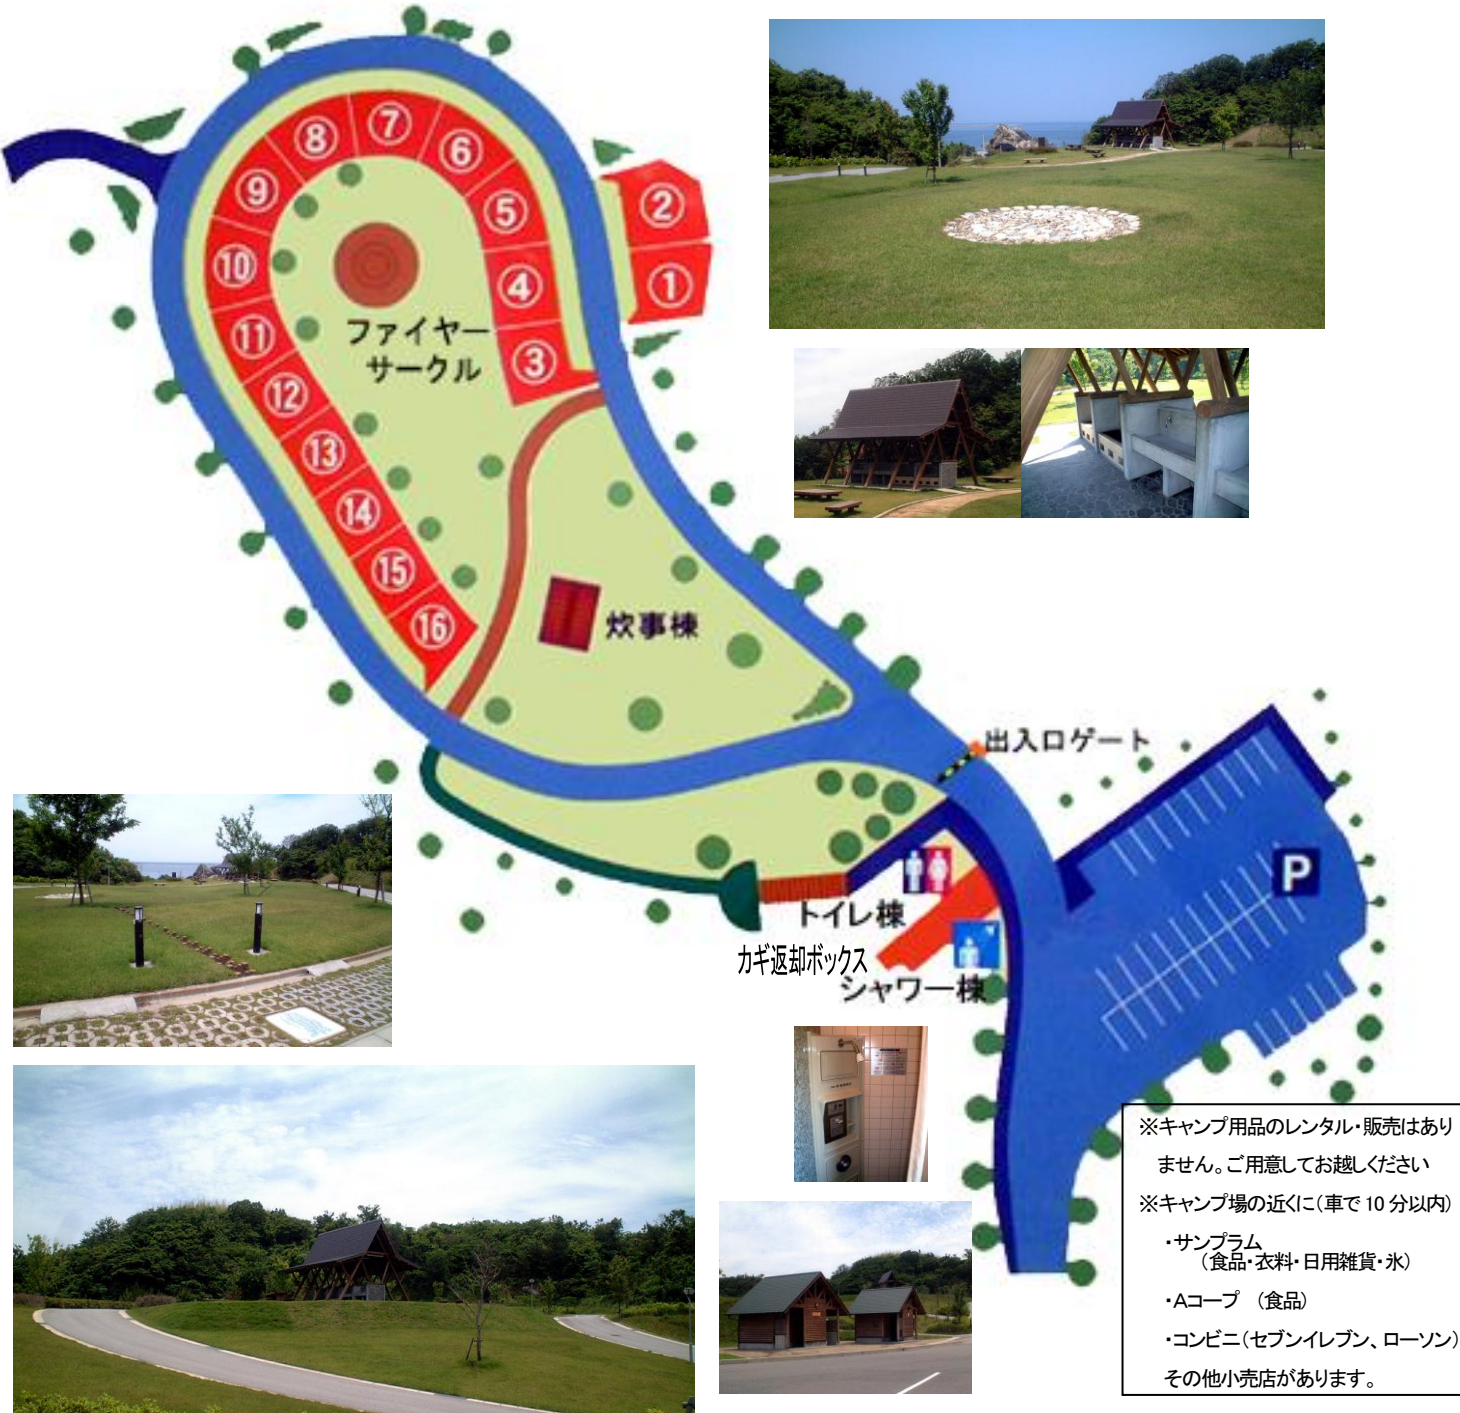 ⑦
⑧
⑥
⑨
⑤
②
⑩
④
①
⑪
ファイヤー
サークル
③
⑫
⑬
⑭
⑮
⑯
炊事棟
出入口ゲート
P
トイレ棟
カギ返却ボックス
シャワー棟
※キャンプ用品のレンタル・販売はあり
ません。ご用意してお越しください
※キャンプ場の近くに(車で10分以内)
・サンプラム
(食品・衣料・日用雑貨・氷)
・Aコープ (食品)
・コンビニ(セブンイレブン、ローソン)
その他小売店があります。